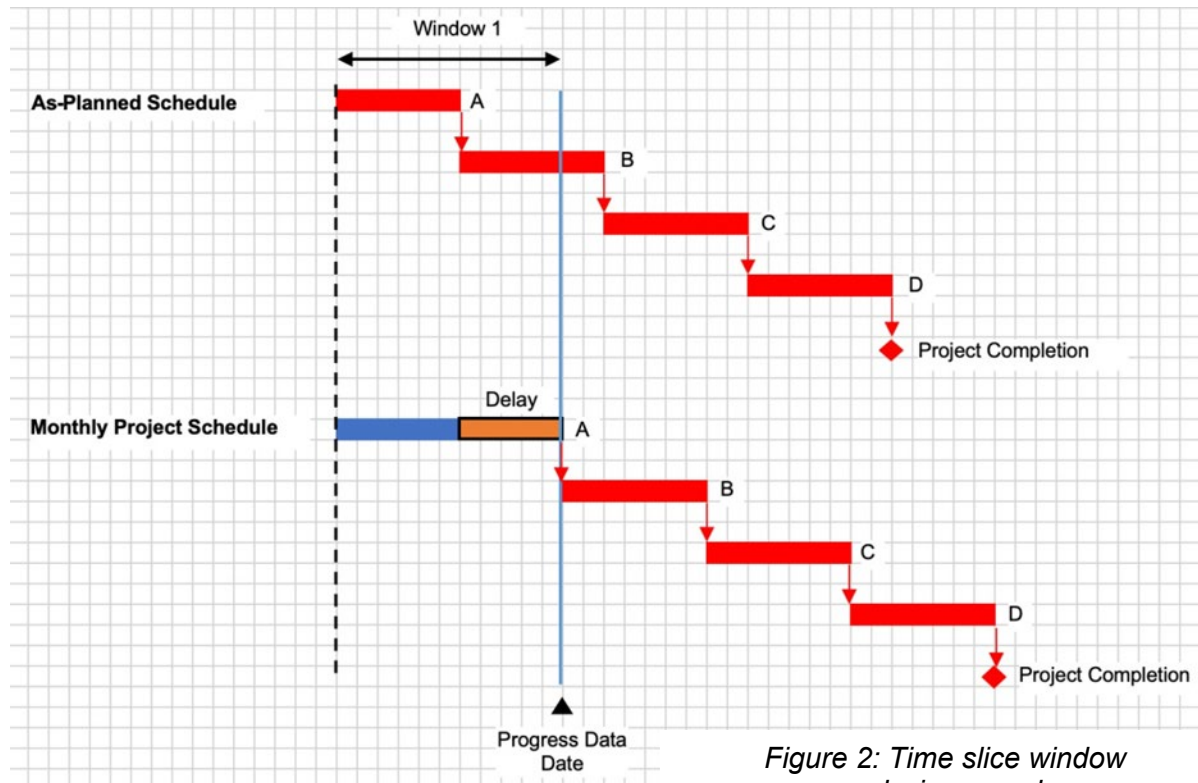 Window 1
As-Planned Schedule
A
B
C
D
Project Completion
Delay
Monthly Project Schedule
A
B
C
D
Project Completion
Progress Data
Date
Figure 2: Time slice window